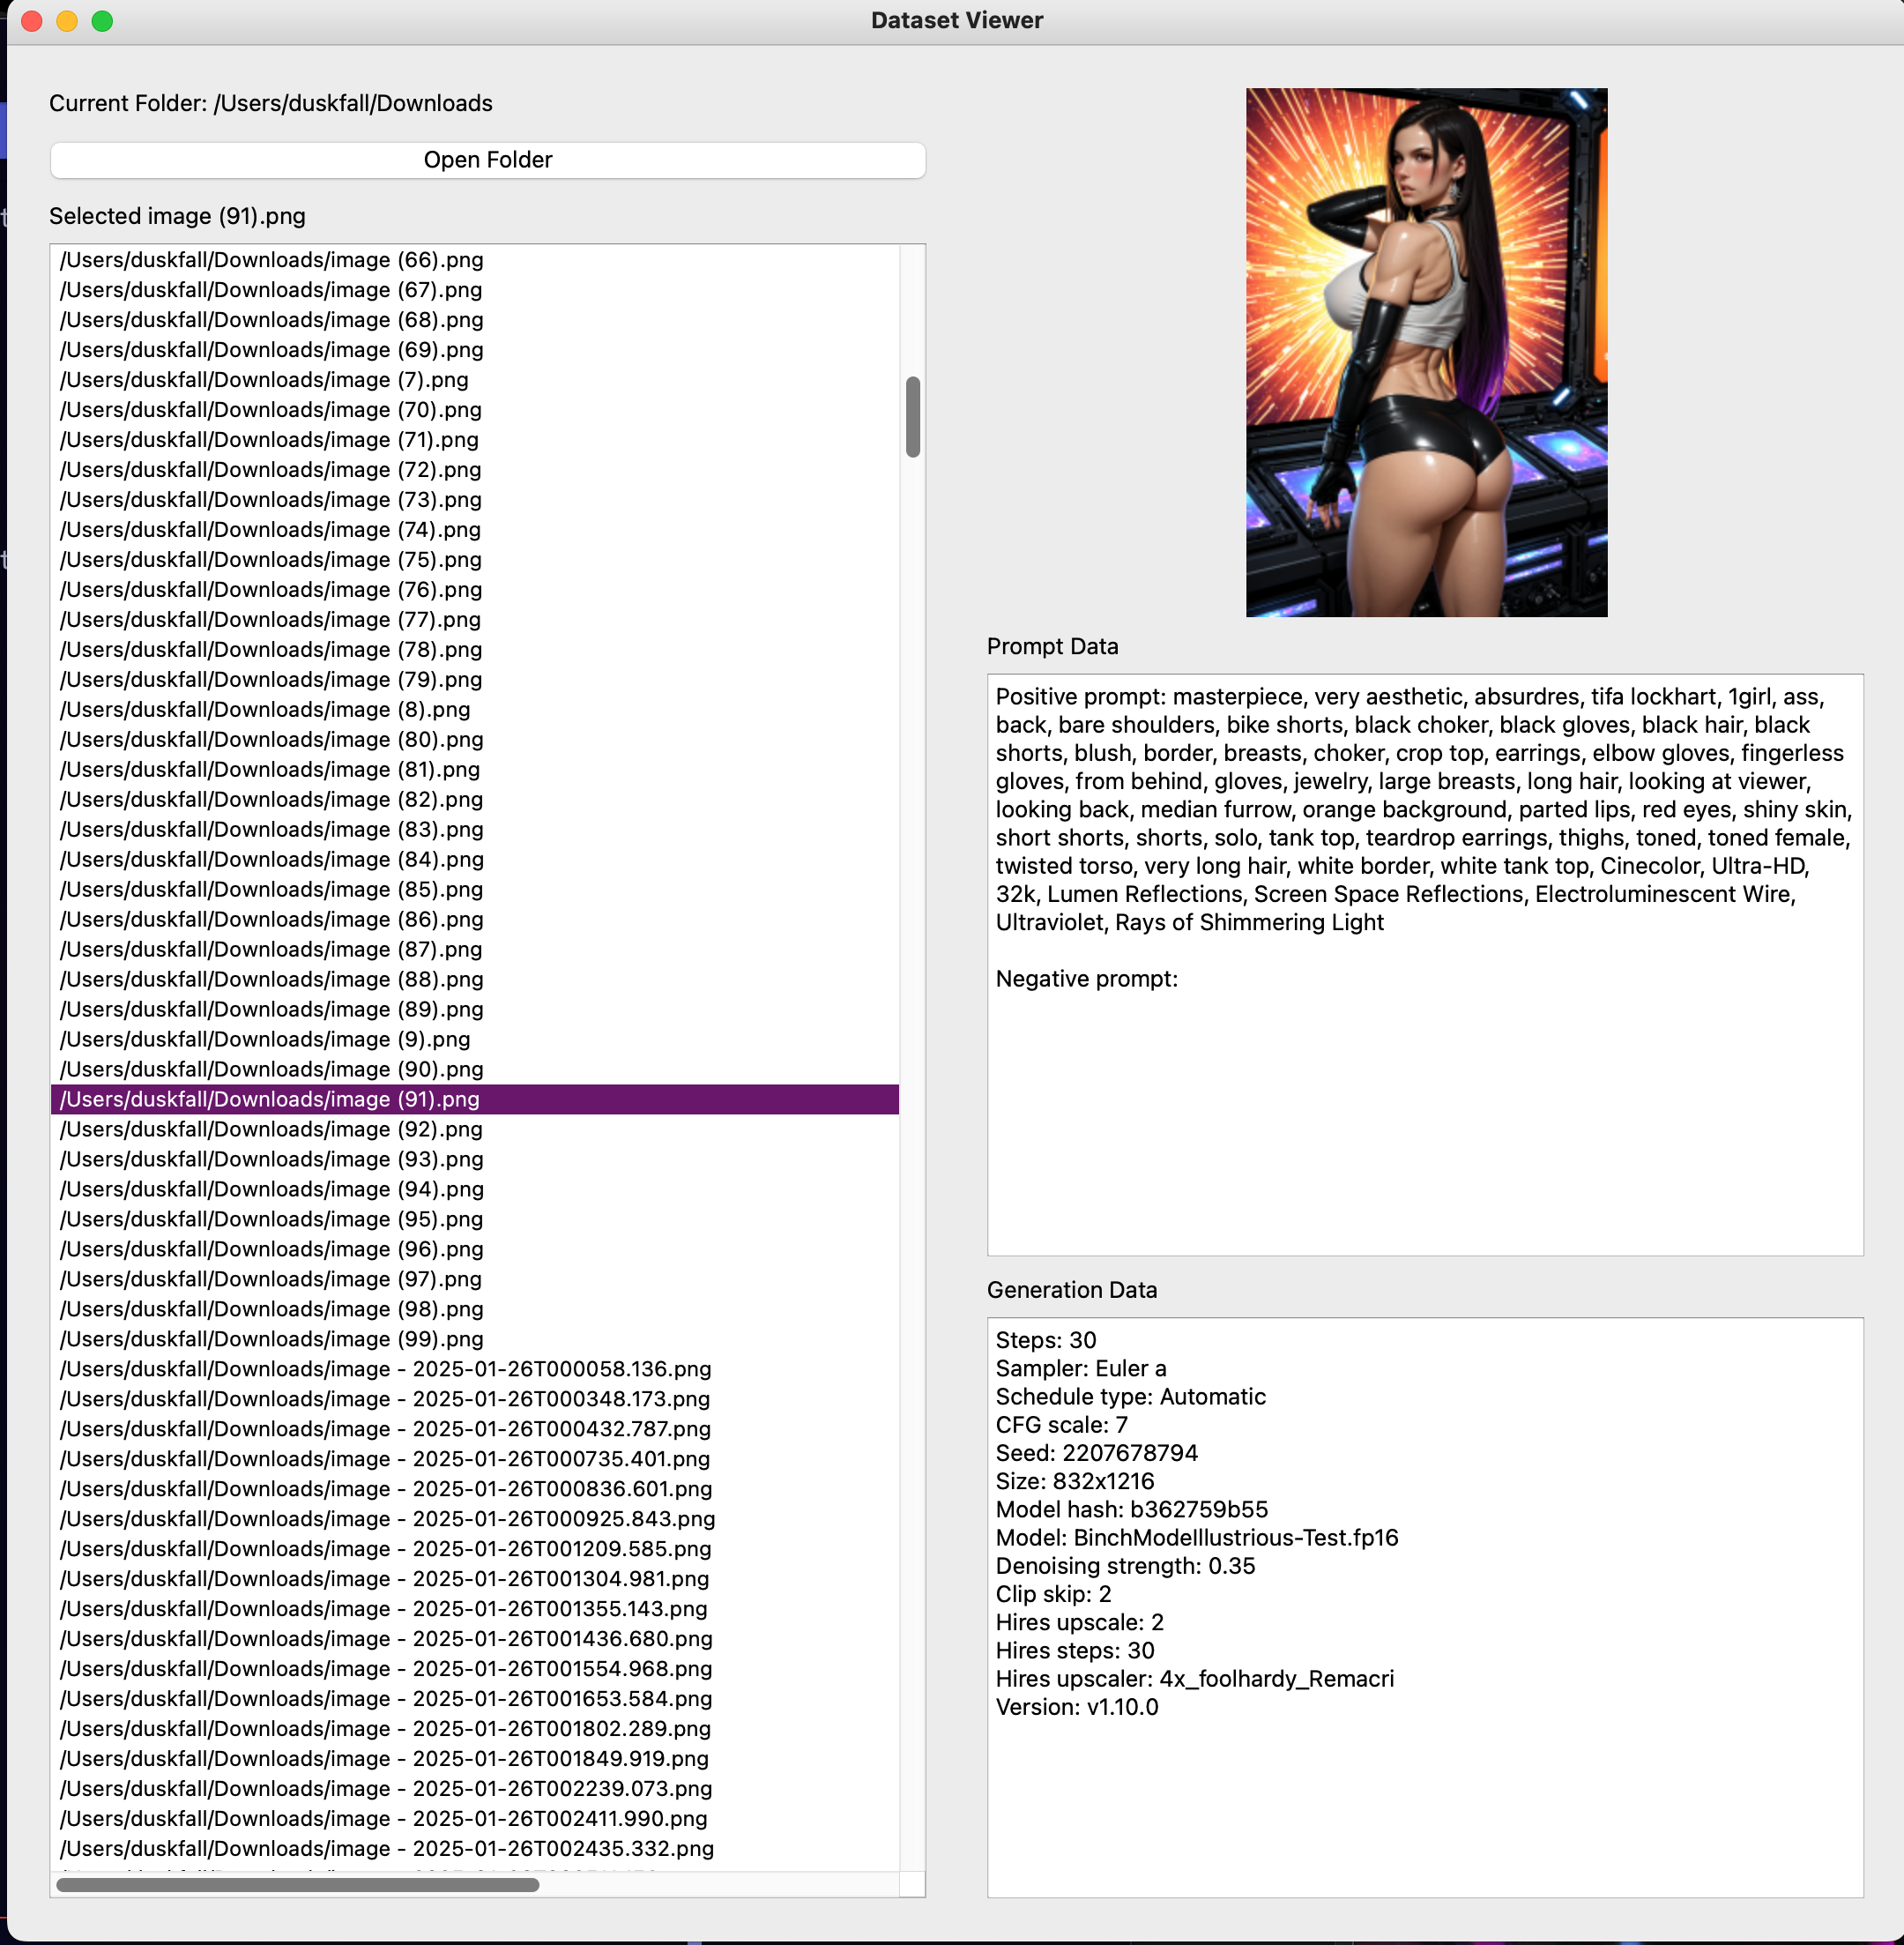 Dataset Viewer
Current Folder: /Users/duskfall/Downloads
Open Folder
Selected image (91).png
/Users/duskfall/Downloads/image (66).png
/Users/duskfall/Downloads/image (67).png
/Users/duskfall/Downloads/image (68).png
/Users/duskfall/Downloads/image (69).png
/Users/duskfall/Downloads/image (7).png
/Users/duskfall/Downloads/image (70).png
/Users/duskfall/Downloads/image (71).png
/Users/duskfall/Downloads/image (72).png
/Users/duskfall/Downloads/image (73).png
/Users/duskfall/Downloads/image (74).png
/Users/duskfall/Downloads/image (75).png
/Users/duskfall/Downloads/image (76).png
/Users/duskfall/Downloads/image (77).png
/Users/duskfall/Downloads/image (78).png
/Users/duskfall/Downloads/image (79).png
/Users/duskfall/Downloads/image (8).png
/Users/duskfall/Downloads/image (80).png
/Users/duskfall/Downloads/image (81).png
/Users/duskfall/Downloads/image (82).png
/Users/duskfall/Downloads/image (83).png
/Users/duskfall/Downloads/image (84).png
/Users/duskfall/Downloads/image (85).png
/Users/duskfall/Downloads/image (86).png
/Users/duskfall/Downloads/image (87).png
/Users/duskfall/Downloads/image (88).png
/Users/duskfall/Downloads/image (89).png
/Users/duskfall/Downloads/image (9).png
/Users/duskfall/Downloads/image (90).png
/Users/duskfall/Downloads/image (91).png
/Users/duskfall/Downloads/image (92).png
/Users/duskfall/Downloads/image (93).png
/Users/duskfall/Downloads/image (94).png
/Users/duskfall/Downloads/image (95).png
/Users/duskfall/Downloads/image (96).png
/Users/duskfall/Downloads/image (97).png
/Users/duskfall/Downloads/image (98).png
/Users/duskfall/Downloads/image (99).png
/Users/duskfall/Downloads/image - 2025-01-26T000058.136.png
/Users/duskfall/Downloads/image - 2025-01-26T000348.173.png
/Users/duskfall/Downloads/image - 2025-01-26T000432.787.png
/Users/duskfall/Downloads/image - 2025-01-26T000735.401.png
/Users/duskfall/Downloads/image - 2025-01-26T000836.601.png
/Users/duskfall/Downloads/image - 2025-01-26T000925.843.png
/Users/duskfall/Downloads/image - 2025-01-26T001209.585.png
/Users/duskfall/Downloads/image - 2025-01-26T001304.981.png
/Users/duskfall/Downloads/image - 2025-01-26T001355.143.png
/Users/duskfall/Downloads/image - 2025-01-26T001436.680.png
/Users/duskfall/Downloads/image - 2025-01-26T001554.968.png
/Users/duskfall/Downloads/image - 2025-01-26T001653.584.png
/Users/duskfall/Downloads/image - 2025-01-26T001802.289.png
/Users/duskfall/Downloads/image - 2025-01-26T001849.919.png
/Users/duskfall/Downloads/image - 2025-01-26T002239.073.png
/Users/duskfall/Downloads/image - 2025-01-26T002411.990.png
/Users/duskfall/Downloads/image - 2025-01-26T002435.332.png
Prompt Data
Positive prompt: masterpiece, very aesthetic, absurdres, tifa lockhart, 1girl, ass,
back, bare shoulders, bike shorts, black choker, black gloves, black hair, black
shorts, blush, border, breasts, choker, crop top, earrings, elbow gloves, fingerless
gloves, from behind, gloves, jewelry, large breasts, long hair, looking at viewer,
looking back, median furrow, orange background, parted lips, red eyes, shiny skin,
short shorts, shorts, solo, tank top, teardrop earrings, thighs, toned, toned female,
twisted torso, very long hair, white border, white tank top, Cinecolor, Ultra-HD,
32k, Lumen Reflections, Screen Space Reflections, Electroluminescent Wire,
Ultraviolet, Rays of Shimmering Light
Negative prompt:
Generation Data
Steps: 30
Sampler: Euler a
Schedule type: Automatic
CFG scale: 7
Seed: 2207678794
Size: 832x1216
Model hash: b362759b55
Model: BinchModelIlustrious-Test.fp16
Denoising strength: 0.35
Clip skip: 2
Hires upscale: 2
Hires steps: 30
Hires upscaler: 4x_foolhardy_Remacri
Version: v1.10.0